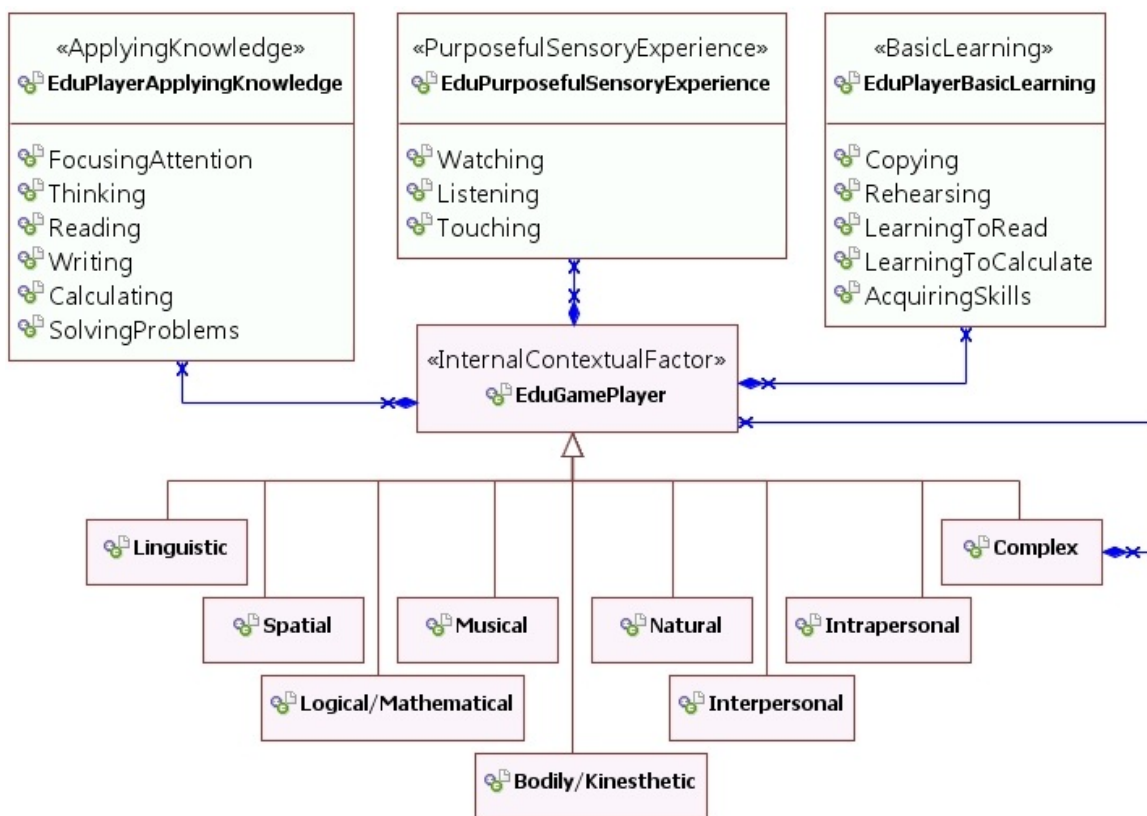 «ApplyingKnowledge»
EduPlayerApplyingKnowledge
FocusingAttention
Thinking
Reading
Writing
Calculating
SolvingProblems
«PurposefulSensoryExperience»
EduPurposefulSensoryExperience
Watching
Listening
Touching
«BasicLearning»
EduPlayerBasicLearning
Copying
Rehearsing
LearningToRead
LearningToCalculate
AcquiringSkills
«InternalContextualFactor»
EduGamePlayer
Linguistic
Complex
Spatial
Musical
Natural
Intrapersonal
Logical/Mathematical
Interpersonal
Bodily/Kinesthetic